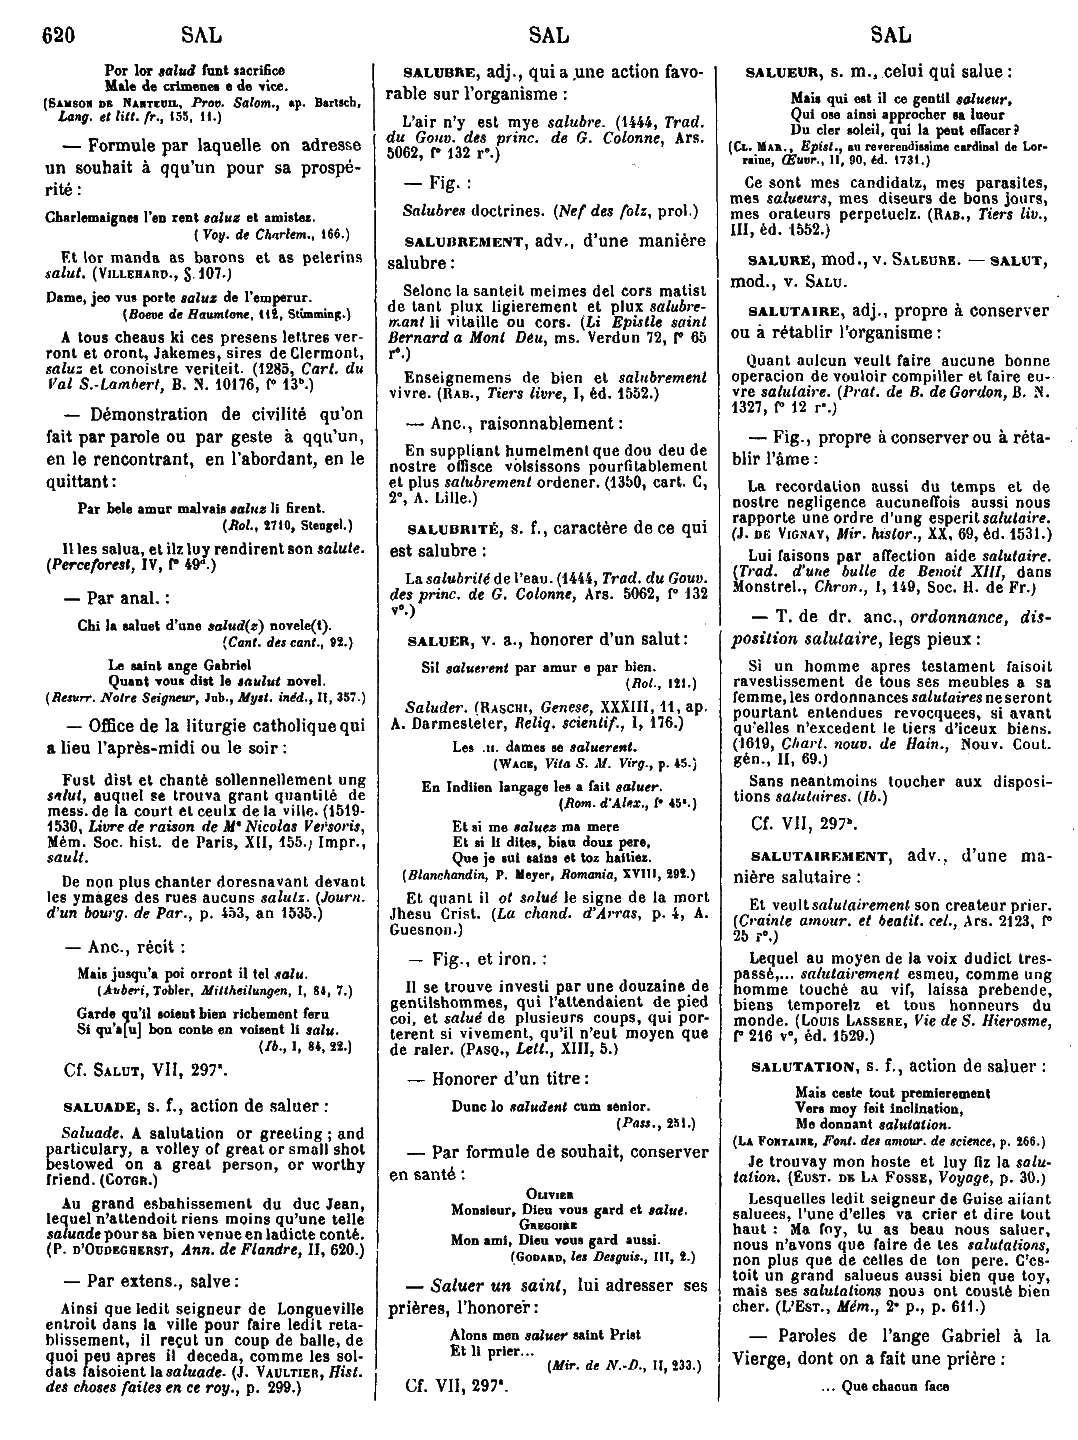 620 SAL SAL SAL
Por lor salud funt sacrifice
Male de crimenes e de vice.
(SAMSON DE NANTEUIL, Prov. Salom., ap. Bartsch,
Lang. et litt. fr., 155, 11.)
— Formule par laquelle on adresse
un souhait à qqu'un pour sa prospé-
rité :
Charlemaignes l'en rent saluz et amistez.
(Voy. de Charlem., 166.)
Et lor manda as barons et as pelerins
salut. (VILLEHARD., §. 107.)
Dame, jeo vus porte saluz de l'emperur.
(Boeve de Haumtone, 112, Stimming.)
A tous cheaus ki ces presens lettres ver-
ront et oront, Jakemes, sires de Clermont,
saluz et conoistre veriteit. (1285, Cart. du
Val S.-Lambert, B. N. 10176, f° 13ᵇ.)
— Démonstration de civilité qu'on
fait par parole ou par geste à qqu'un,
en le rencontrant, en l'abordant, en le
quittant :
Par bele amur malvais saluz li firent.
(Rol., 2710, Stengel.)
Il les salua, et ilz luy rendirent son salute.
(Perceforest, IV, f° 49ᵈ.)
— Par anal. :
Chi la saluet d'une salud(z) novele(t).
(Cant. des cant., 92.)
Le saint ange Gabriel
Quant vous dist le saulut novel.
(Resurr. Notre Seigneur, Jub., Myst. inéd., II, 357.)
— Office de la liturgie catholique qui
a lieu l'après-midi ou le soir :
Fust dist et chanté sollennellement ung
salut, auquel se trouva grant quantité de
mess. de la court et ceulx de la ville. (1519-
1530, Livre de raison de Mᵉ Nicolas Versoris,
Mém. Soc. hist. de Paris, XII, 155.) Impr.,
sault.
De non plus chanter doresnavant devant
les ymages des rues aucuns salutz. (Journ.
d'un bourg. de Par., p. 453, an 1535.)
— Anc., récit :
Mais jusqu'a poi orront il tel salu.
(Auberi, Tobler, Mittheilungen, I, 84, 7.)
Garde qu'il soient bien richement feru
Si qu'a[u] bon conte en voisent li salu.
(Ib., I, 84, 22.)
Cf. SALUT, VII, 297ᵃ.
SALUADE, s. f., action de saluer :
Saluade. A salutation or greeting ; and
particulary, a volley of great or small shot
bestowed on a great person, or worthy
friend. (COTGR.)
Au grand esbahissement du duc Jean,
lequel n'attendoit riens moins qu'une telle
saluade pour sa bien venue en ladicte conté.
(P. D'OUDEGHERST, Ann. de Flandre, II, 620.)
— Par extens., salve :
Ainsi que ledit seigneur de Longueville
entroit dans la ville pour faire ledit reta-
blissement, il reçut un coup de balle, de
quoi peu apres il deceda, comme les sol-
dats faisoient la saluade. (J. VAULTIER, Hist.
des choses faites en ce roy., p. 299.)
SALUBRE, adj., qui a une action favo-
rable sur l'organisme :
L'air n'y est mye salubre. (1444, Trad.
du Gouv. des princ. de G. Colonne, Ars.
5062, f° 132 r°.)
— Fig. :
Salubres doctrines. (Nef des folz, prol.)
SALUBREMENT, adv., d'une manière
salubre :
Selonc la santeit meimes del cors matist
de tant plux ligierement et plux salubre-
mant li vitaille ou cors. (Li Epistle saint
Bernard a Mont Deu, ms. Verdun 72, f° 65
r°.)
Enseignemens de bien et salubrement
vivre. (RAB., Tiers livre, I, éd. 1552.)
— Anc., raisonnablement :
En suppliant humelment que dou deu de
nostre offisce volsissons pourfitablement
et plus salubrement ordener. (1350, cart. C,
2°, A. Lille.)
SALUBRITÉ, s. f., caractère de ce qui
est salubre :
La salubrité de l'eau. (1444, Trad. du Gouv.
des princ. de G. Colonne, Ars. 5062, f° 132
v°.)
SALUER, v. a., honorer d'un salut :
Sil saluerent par amur e par bien.
(Rol., 121.)
Saluder. (RASCHI, Genese, XXXIII, 11, ap.
A. Darmesteter, Reliq. scientif., I, 176.)
Les .II. dames se saluerent.
(WACE, Vita S. M. Virg., p. 45.)
En Indiien langage les a fait saluer.
(Rom. d'Alex., f° 45ᵃ.)
Et si me saluez ma mere
Et si li dites, biau douz pere,
Que je sui sains et toz haitiez.
(Blanchandin, P. Meyer, Romania, XVIII, 292.)
Et quant il ot salué le signe de la mort
Jhesu Crist. (La chand. d'Arras, p. 4, A.
Guesnon.)
— Fig., et iron. :
Il se trouve investi par une douzaine de
gentilshommes, qui l'attendaient de pied
coi, et salué de plusieurs coups, qui por-
terent si vivement, qu'il n'eut moyen que
de raler. (PASQ., Lett., XIII, 5.)
— Honorer d'un titre :
Dunc lo saludent cum senior.
(Pass., 251.)
— Par formule de souhait, conserver
en santé :
OLIVIER
Monsieur, Dieu vous gard et salue.
GREGOIRE
Mon ami, Dieu vous gard aussi.
(GODARD, les Desguis., III, 2.)
— Saluer un saint, lui adresser ses
prières, l'honorer :
Alons men saluer saint Prist
Et li prier...
(Mir. de N.-D., II, 233.)
Cf. VII, 297ᵃ.
SALUEUR, s. m., celui qui salue :
Mais qui est il ce gentil salueur,
Qui ose ainsi approcher sa lueur
Du cler soleil, qui la peut effacer ?
(CL. MAR., Epist., au reverendissime cardinal de Lor-
raine, Œuvr., II, 90, éd. 1731.)
Ce sont mes candidatz, mes parasites,
mes salueurs, mes diseurs de bons jours,
mes orateurs perpetuelz. (RAB., Tiers liv.,
III, éd. 1552.)
SALURE, mod., v. SALEURE. — SALUT,
mod., v. SALU.
SALUTAIRE, adj., propre à conserver
ou à rétablir l'organisme :
Quant aulcun veult faire aucune bonne
operacion de vouloir compiller et faire eu-
vre salutaire. (Prat. de B. de Gordon, B. N.
1327, f° 12 r°.)
— Fig., propre à conserver ou à réta-
blir l'âme :
La recordation aussi du temps et de
nostre negligence aucuneffois aussi nous
rapporte une ordre d'ung esperit salutaire.
(J. DE VIGNAY, Mir. histor., XX, 69, éd. 1531.)
Lui faisons par affection aide salutaire.
(Trad. d'une bulle de Benoit XIII, dans
Monstrel., Chron., I, 149, Soc. H. de Fr.)
— T. de dr. anc., ordonnance, dis-
position salutaire, legs pieux :
Si un homme apres testament faisoit
ravestissement de tous ses meubles a sa
femme, les ordonnances salutaires ne seront
pourtant entendues revocquees, si avant
qu'elles n'excedent le tiers d'iceux biens.
(1619, Chart. nouv. de Hain., Nouv. Cout.
gén., II, 69.)
Sans neantmoins toucher aux disposi-
tions salutaires. (Ib.)
Cf. VII, 297ᵇ.
SALUTAIREMENT, adv., d'une ma-
nière salutaire :
Et veult salutairement son createur prier.
(Crainte amour. et beatit. cel., Ars. 2123, f°
25 r°.)
Lequel au moyen de la voix dudict tres-
passé,... salutairement esmeu, comme ung
homme touché au vif, laissa prebende,
biens temporelz et tous honneurs du
monde. (LOUIS LASSERE, Vie de S. Hierosme,
f° 216 v°, éd. 1529.)
SALUTATION, s. f., action de saluer :
Mais ceste tout premierement
Vers moy feit inclination,
Me donnant salutation.
(LA FONTAINE, Font. des amour. de science, p. 266.)
Je trouvay mon hoste et luy fiz la salu-
tation. (EUST. DE LA FOSSE, Voyage, p. 30.)
Lesquelles ledit seigneur de Guise aiiant
saluees, l'une d'elles va crier et dire tout
haut : Ma foy, tu as beau nous saluer,
nous n'avons que faire de tes salutations,
non plus que de celles de ton pere. C'es-
toit un grand salueus aussi bien que toy,
mais ses salutations nous ont cousté bien
cher. (L'EST., Mém., 2ᵉ p., p. 611.)
— Paroles de l'ange Gabriel à la
Vierge, dont on a fait une prière :
... Que chacun face